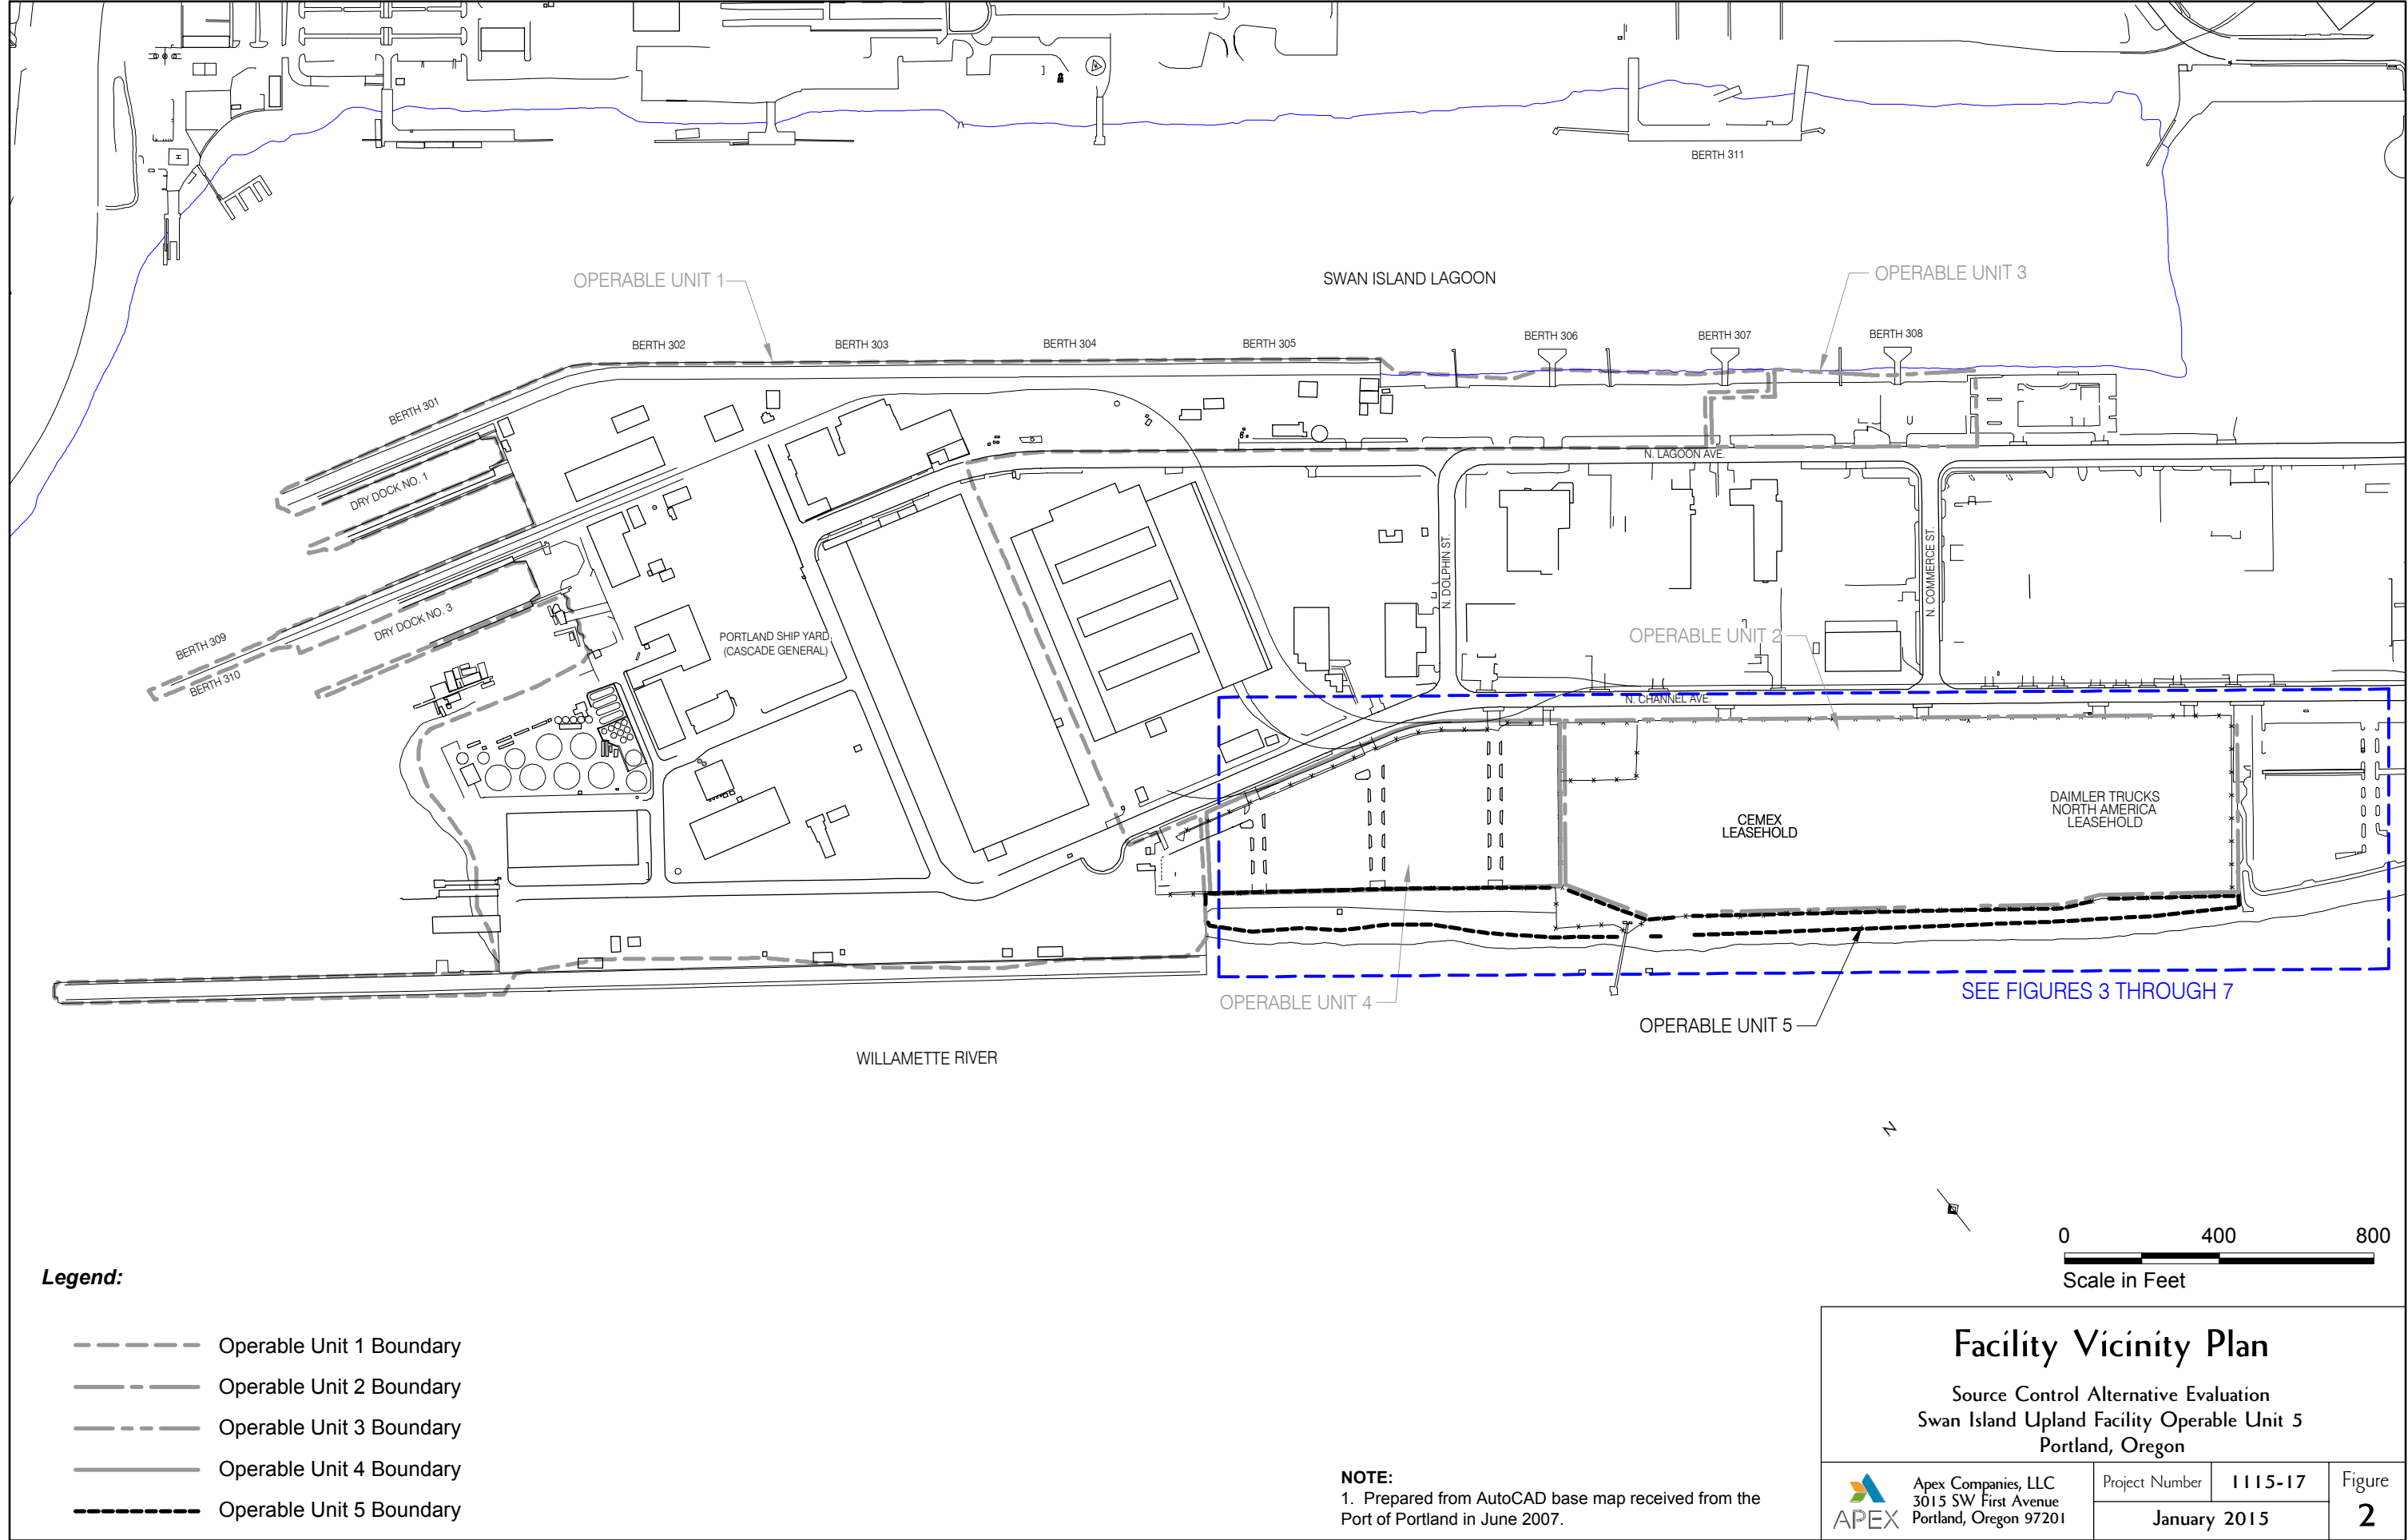 BERTH 311
OPERABLE UNIT 1
SWAN ISLAND LAGOON
OPERABLE UNIT 3
BERTH 302
BERTH 303
BERTH 304
BERTH 305
BERTH 306
BERTH 307
BERTH 308
BERTH 301
DRY DOCK NO. 1
N. LAGOON AVE.
N. DOLPHIN ST.
N. COMMERCE ST.
DRY DOCK NO. 3
BERTH 309
BERTH 310
PORTLAND SHIP YARD
(CASCADE GENERAL)
OPERABLE UNIT 2
N. CHANNEL AVE.
CEMEX
LEASEHOLD
DAIMLER TRUCKS
NORTH AMERICA
LEASEHOLD
OPERABLE UNIT 4
SEE FIGURES 3 THROUGH 7
OPERABLE UNIT 5
WILLAMETTE RIVER
N
0 400 800
Scale in Feet
Legend:
Operable Unit 1 Boundary
Operable Unit 2 Boundary
Operable Unit 3 Boundary
Operable Unit 4 Boundary
Operable Unit 5 Boundary
NOTE:
1. Prepared from AutoCAD base map received from the
Port of Portland in June 2007.
Facility Vicinity Plan
Source Control Alternative Evaluation
Swan Island Upland Facility Operable Unit 5
Portland, Oregon
APEX
Apex Companies, LLC
3015 SW First Avenue
Portland, Oregon 97201
Project Number 1115-17
January 2015
Figure
2